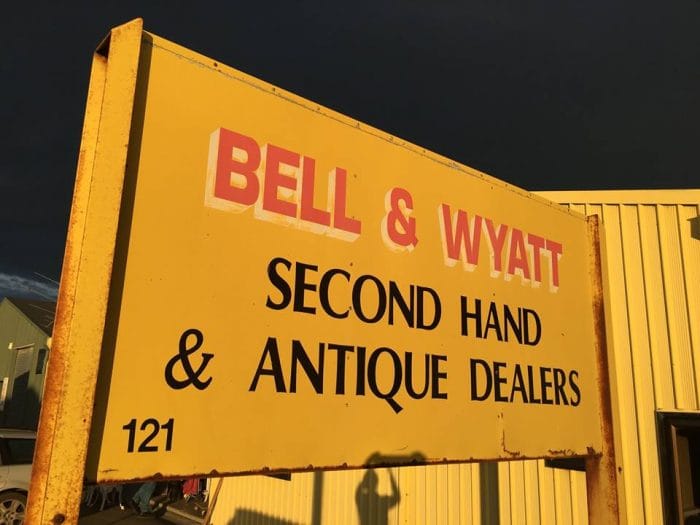 BELL & WYATT
SECOND HAND
& ANTIQUE DEALERS
121